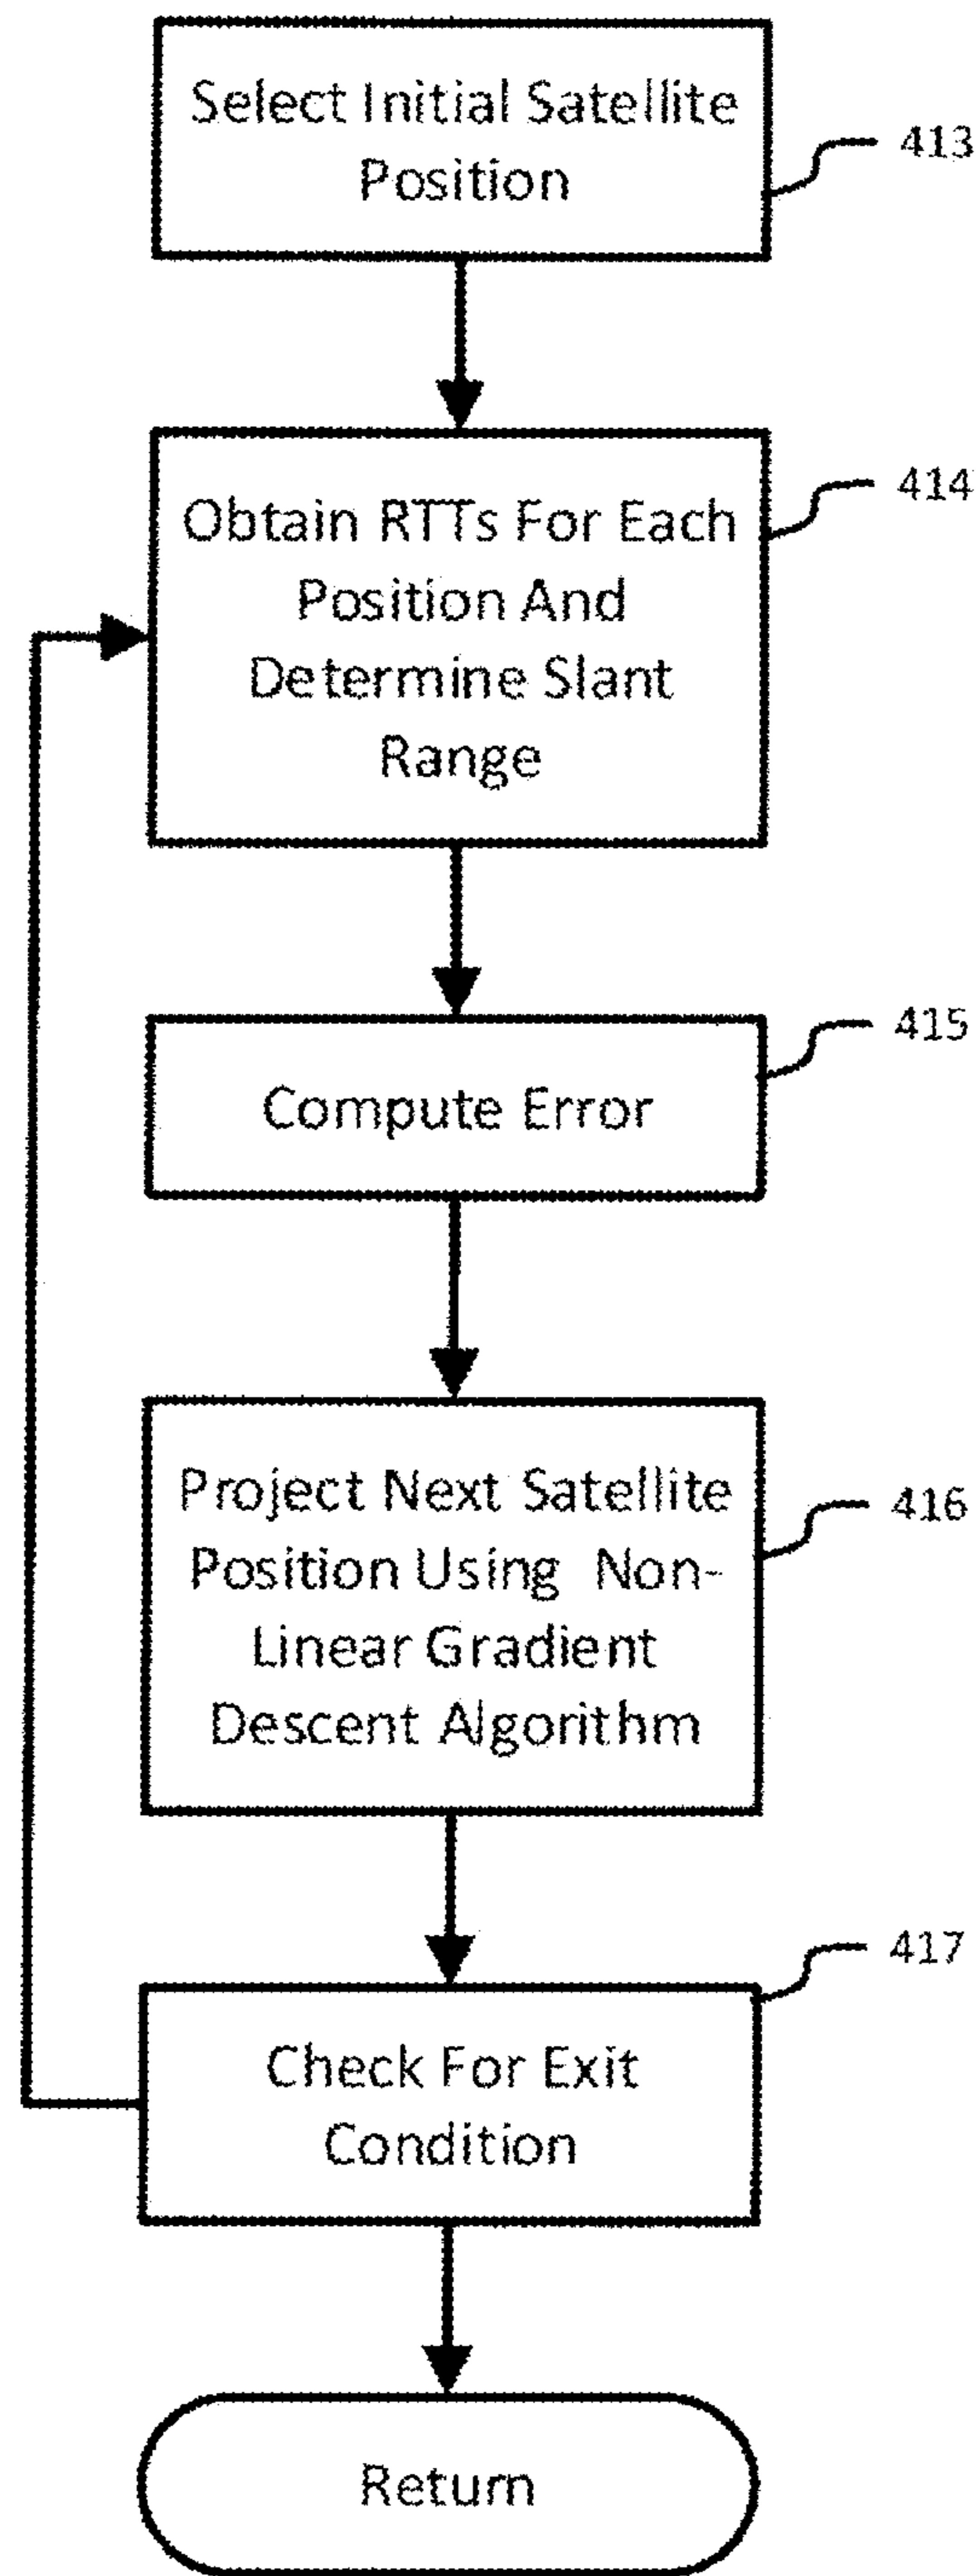 Select Initial Satellite
Position
413
Obtain RTTs For Each
Position And
Determine Slant
Range
414
Compute Error
415
Project Next Satellite
Position Using Non-
Linear Gradient
Descent Algorithm
416
Check For Exit
Condition
417
Return